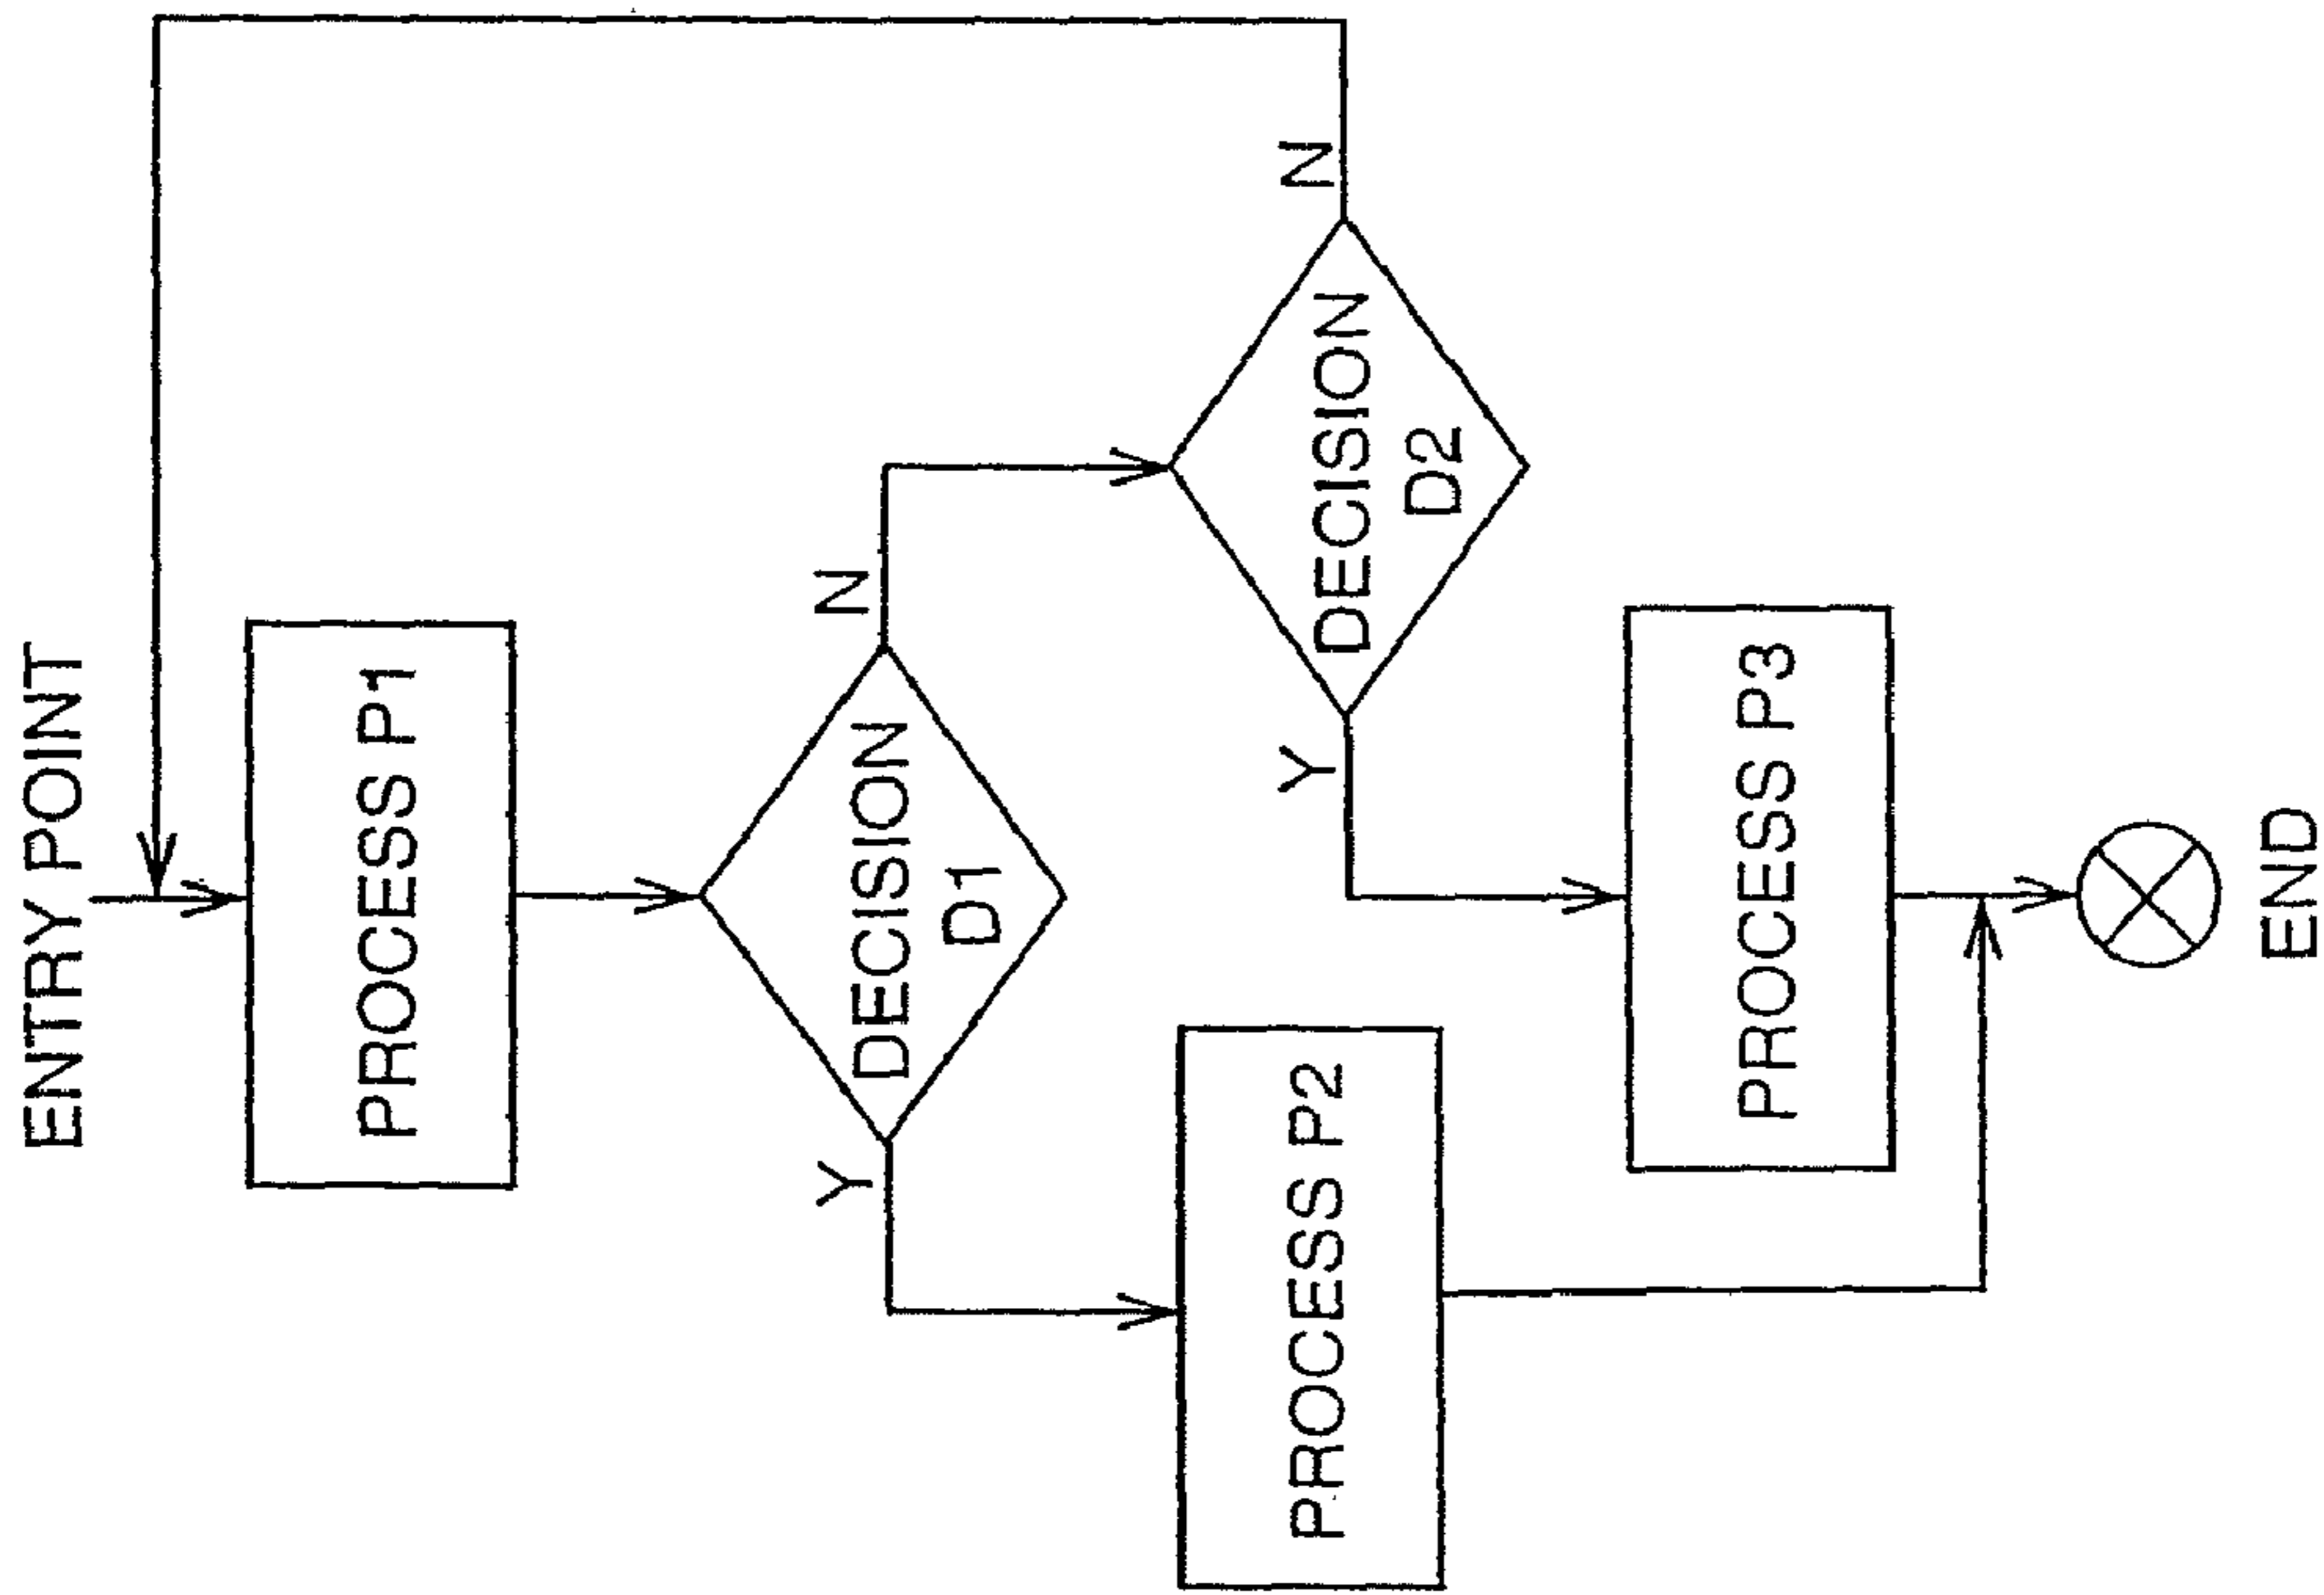 ENTRY POINT
PROCESS P1
DECISION
D1
Y
N
PROCESS P2
DECISION
D2
Y
N
PROCESS P3
END